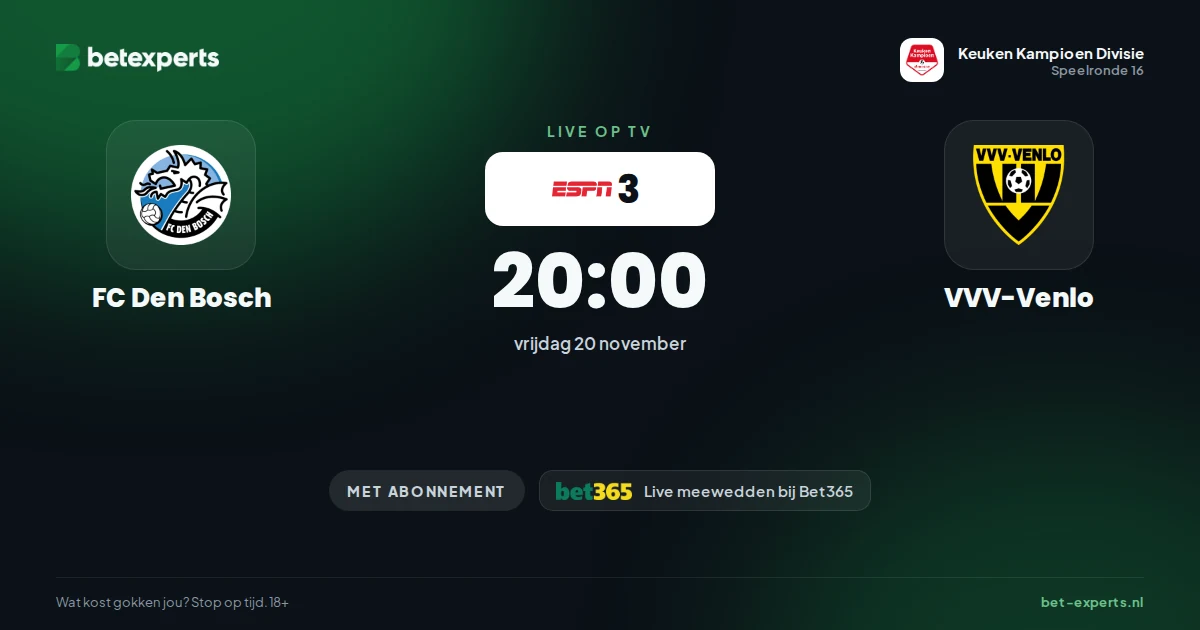 betexperts
Keuken Kampioen Divisie
Speelronde 16
LIVE OP TV
ESPN 3
FC DEN BOSCH
VVV-VENLO
20:00
FC Den Bosch
VVV-Venlo
vrijdag 20 november
MET ABONNEMENT
bet365 Live meewedden bij Bet365
Wat kost gokken jou? Stop op tijd. 18+
bet-experts.nl